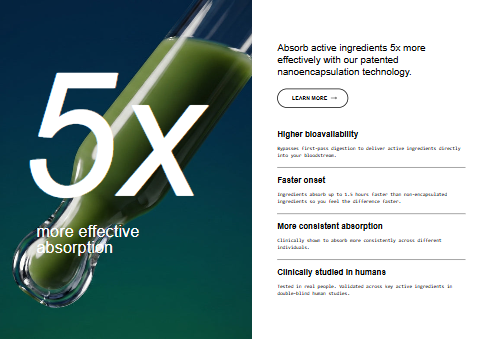 5x
more effective
absorption
Absorb active ingredients 5x more
effectively with our patented
nanoencapsulation technology.
LEARN MORE →
Higher bioavailability
Bypasses first-pass digestion to deliver active ingredients directly
into your bloodstream.
Faster onset
Ingredients absorb up to 1.5 hours faster than non-encapsulated
ingredients so you feel the difference faster.
More consistent absorption
Clinically shown to absorb more consistently across different
individuals.
Clinically studied in humans
Tested in real people. Validated across key active ingredients in
double-blind human studies.